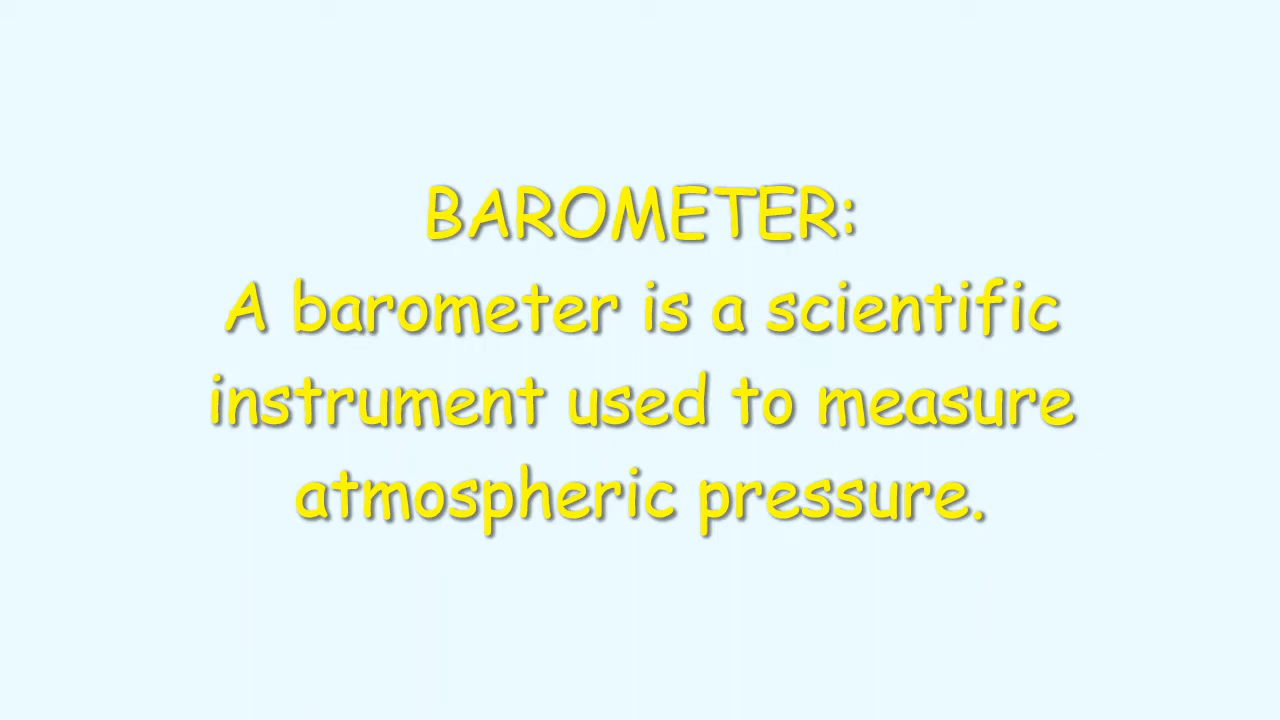 BAROMETER:
A barometer is a scientific
instrument used to measure
atmospheric pressure.